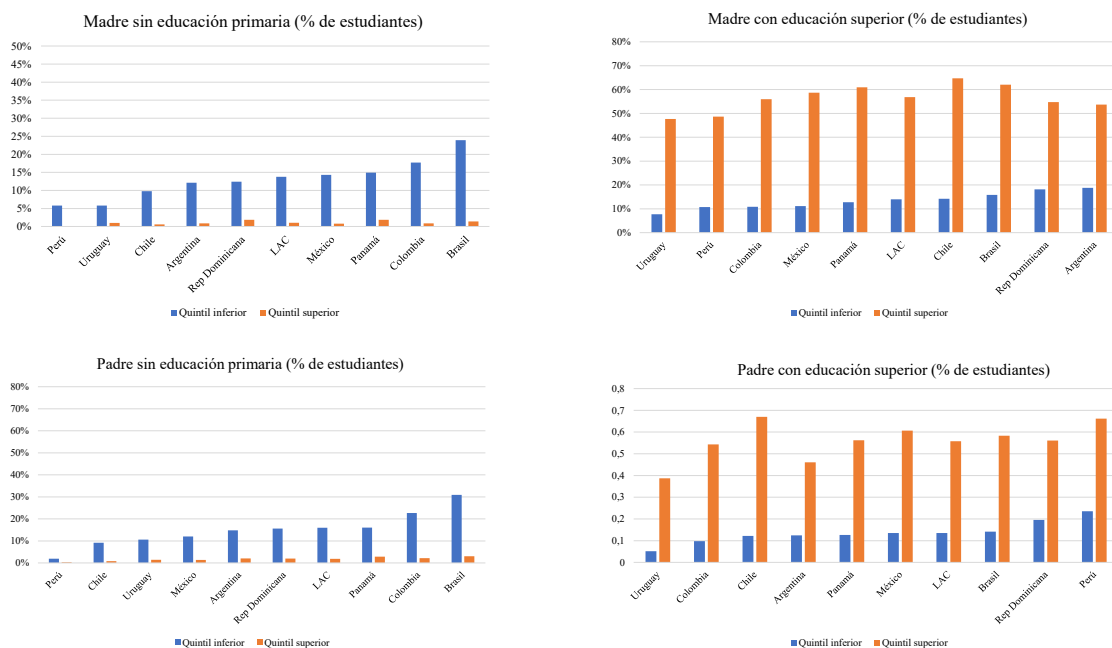 Madre sin educación primaria (% de estudiantes)
50%
45%
40%
35%
30%
25%
20%
15%
10%
5%
0%
Perú
Uruguay
Chile
Argentina
Rep Dominicana
LAC
México
Panamá
Colombia
Brasil
Quintil inferior Quintil superior
Madre con educación superior (% de estudiantes)
80%
70%
60%
50%
40%
30%
20%
10%
0%
Uruguay
Perú
Colombia
México
Panamá
LAC
Chile
Brasil
Rep Dominicana
Argentina
Quintil inferior Quintil superior
Padre sin educación primaria (% de estudiantes)
80%
70%
60%
50%
40%
30%
20%
10%
0%
Perú
Chile
Uruguay
México
Argentina
Rep Dominicana
LAC
Panamá
Colombia
Brasil
Quintil inferior Quintil superior
Padre con educación superior (% de estudiantes)
0,8
0,7
0,6
0,5
0,4
0,3
0,2
0,1
0
Uruguay
Colombia
Chile
Argentina
Panamá
México
LAC
Brasil
Rep Dominicana
Perú
Quintil inferior Quintil superior